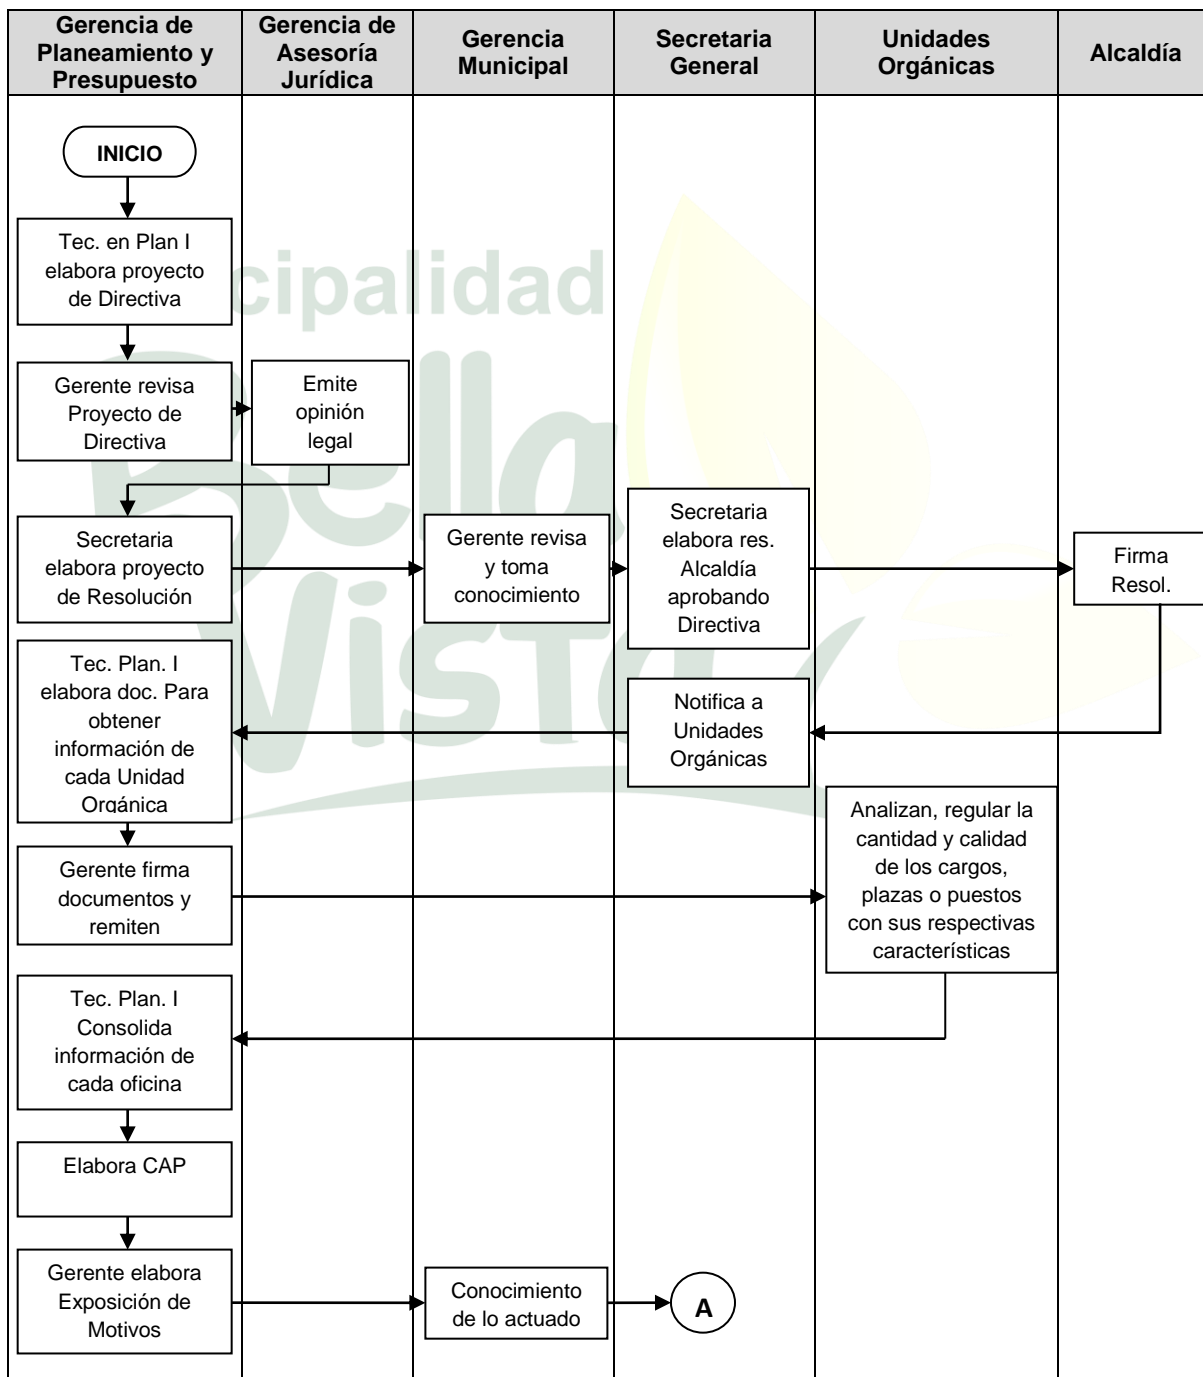 Gerencia de
Planeamiento y
Presupuesto
Gerencia de
Asesoría
Jurídica
Gerencia
Municipal
Secretaria
General
Unidades
Orgánicas
Alcaldía
INICIO
Tec. en Plan I
elabora proyecto
de Directiva
cipalidad
Bella
Vista
Gerente revisa
Proyecto de
Directiva
Emite
opinión
legal
Secretaria
elabora proyecto
de Resolución
Gerente revisa
y toma
conocimiento
Secretaria
elabora res.
Alcaldía
aprobando
Directiva
Firma
Resol.
Tec. Plan. I
elabora doc. Para
obtener
información de
cada Unidad
Orgánica
Notifica a
Unidades
Orgánicas
Gerente firma
documentos y
remiten
Analizan, regular la
cantidad y calidad
de los cargos,
plazas o puestos
con sus respectivas
característícas
Tec. Plan. I
Consolida
información de
cada oficina
Elabora CAP
Gerente elabora
Exposición de
Motivos
Conocimiento
de lo actuado
A